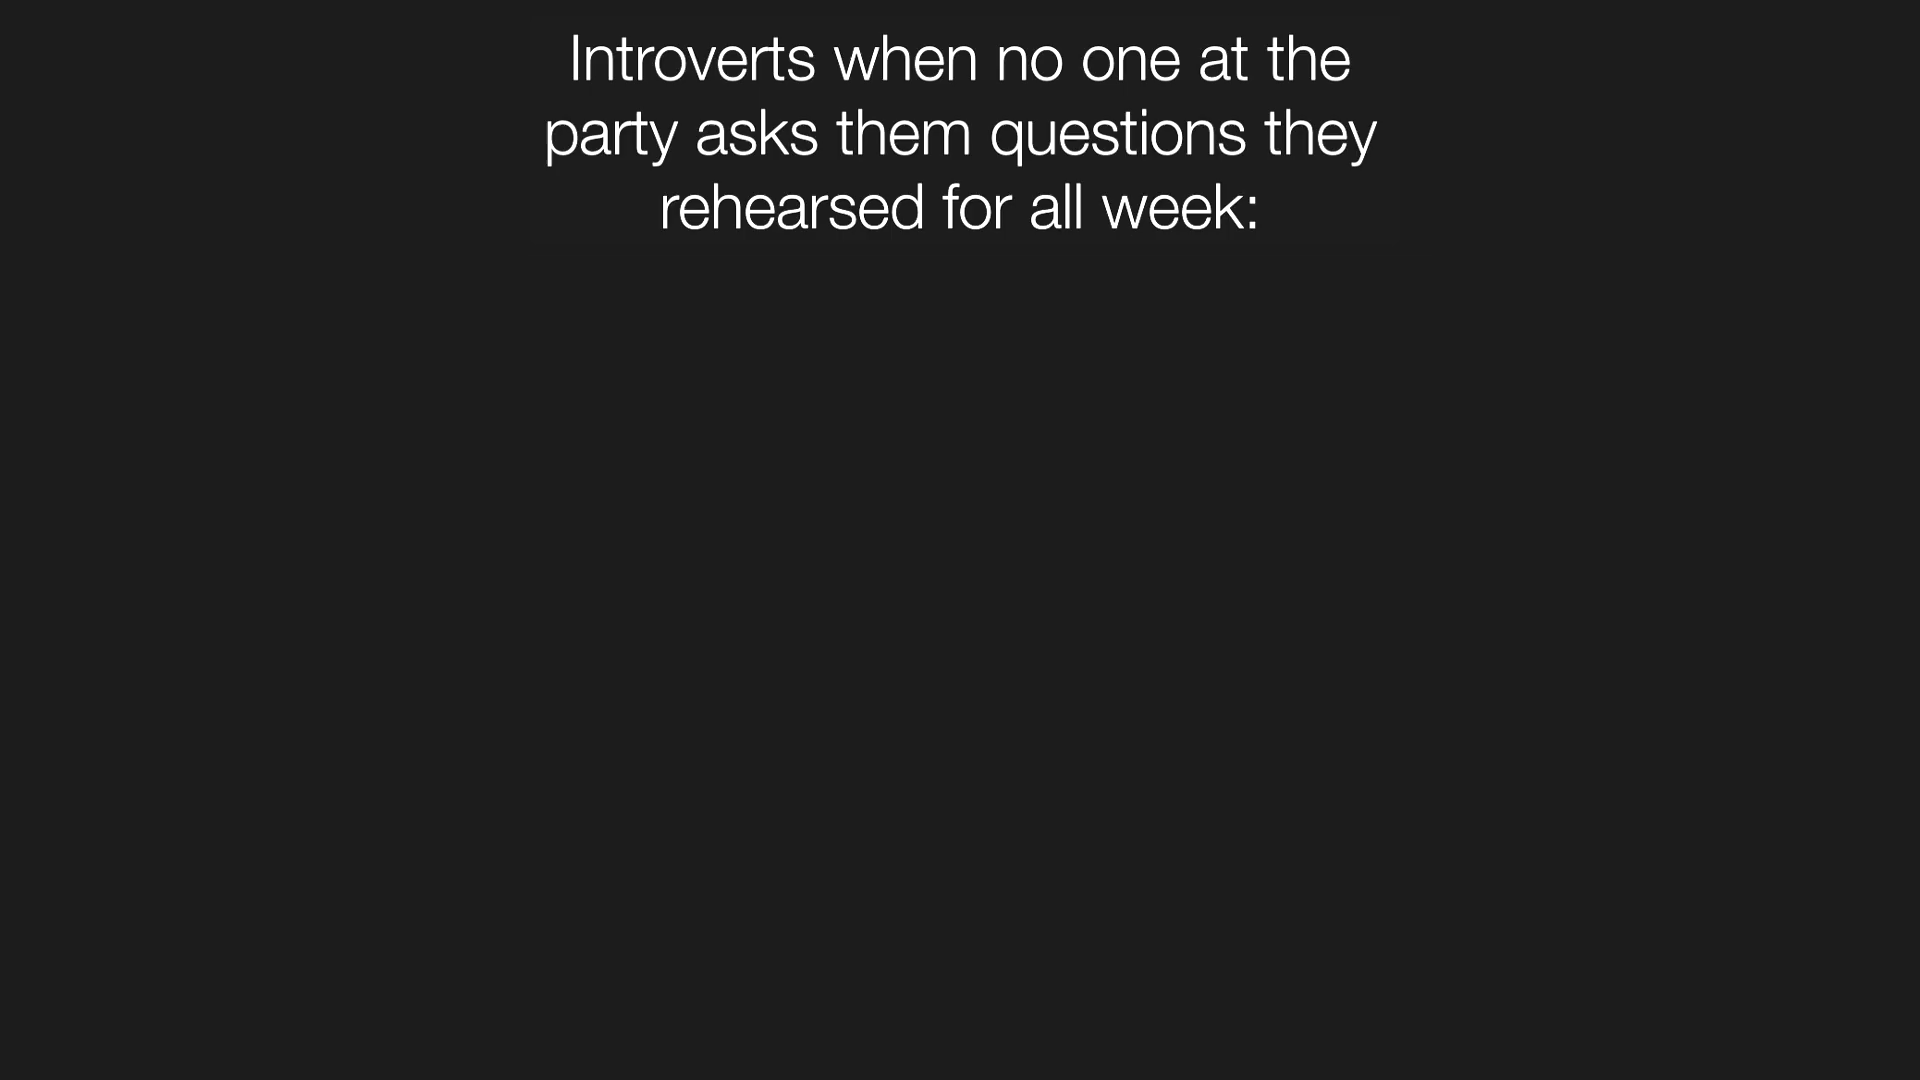 Introverts when no one at the
party asks them questions they
rehearsed for all week: